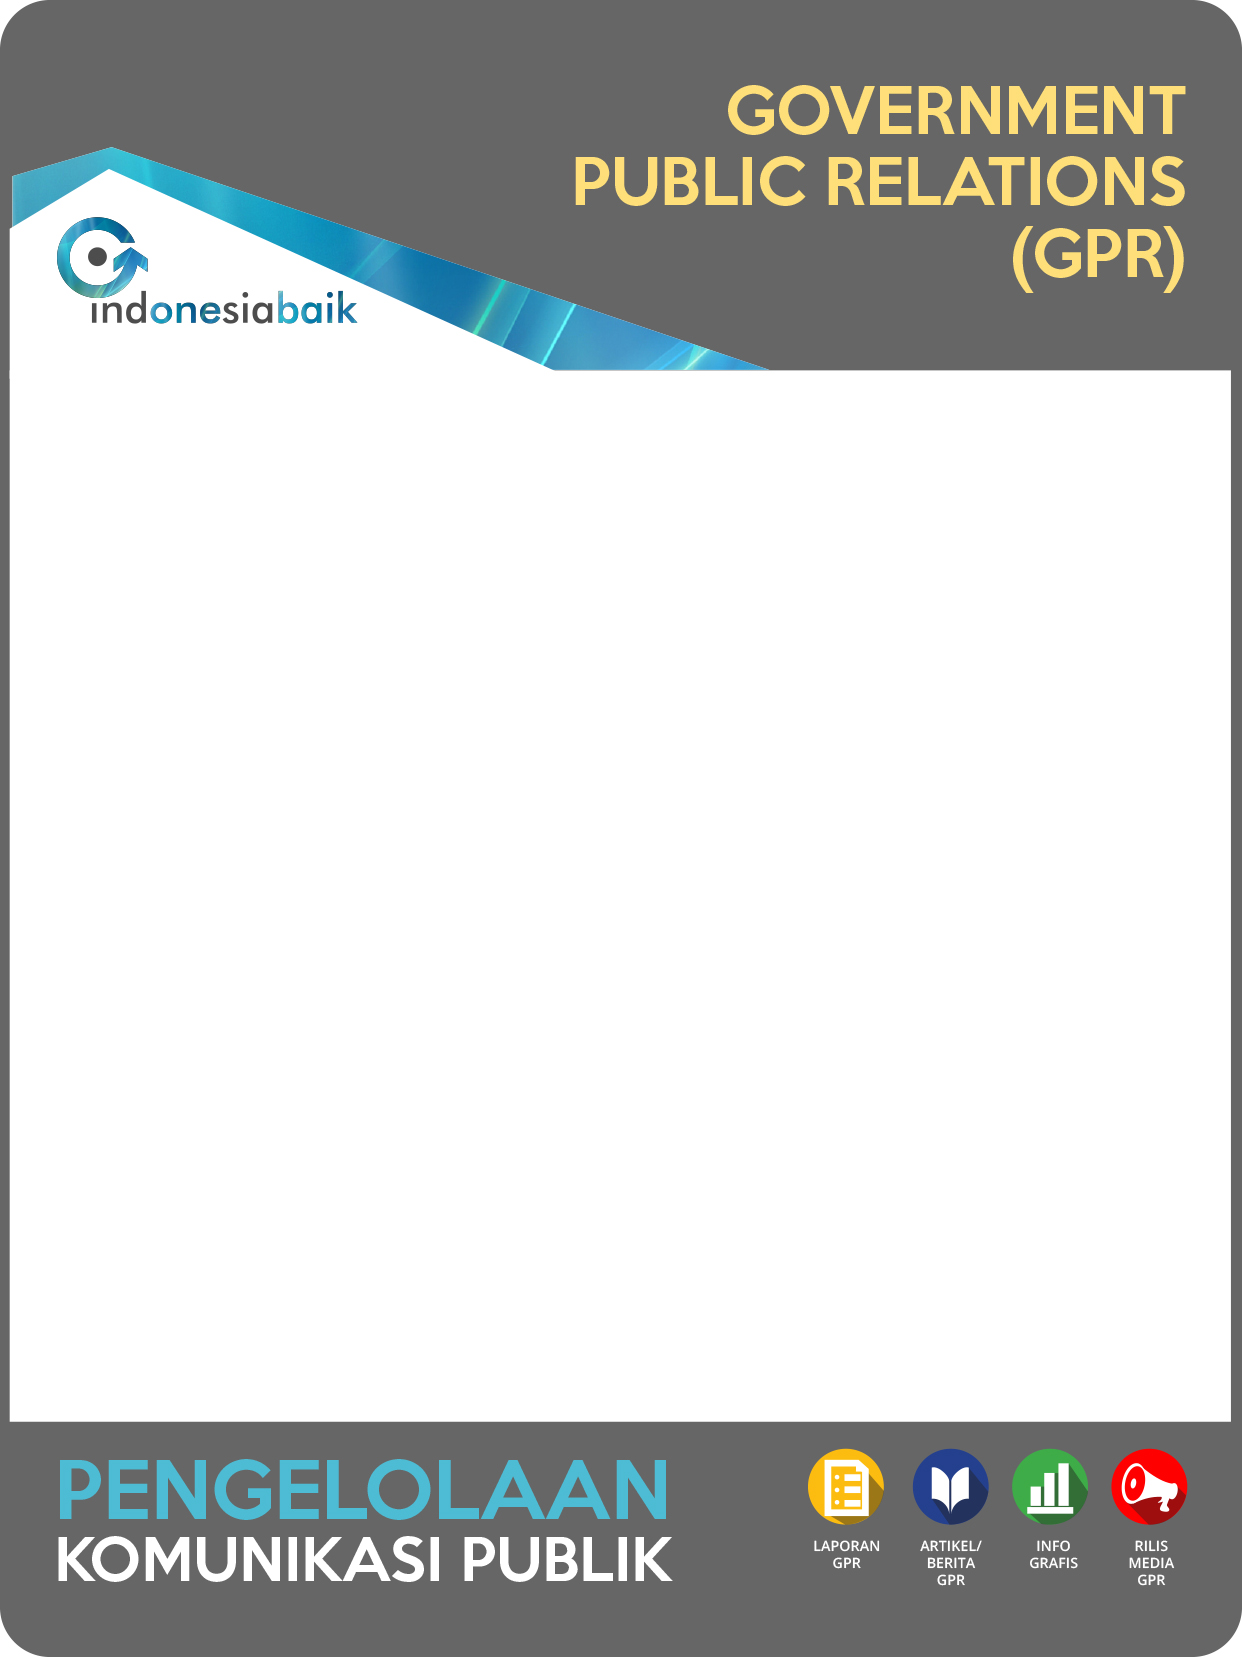 GOVERNMENT
PUBLIC RELATIONS
(GPR)
indonesiabaik
PENGELOLAAN
KOMUNIKASI PUBLIK
LAPORAN
GPR
ARTIKEL/
BERITA
GPR
INFO
GRAFIS
RILIS
MEDIA
GPR